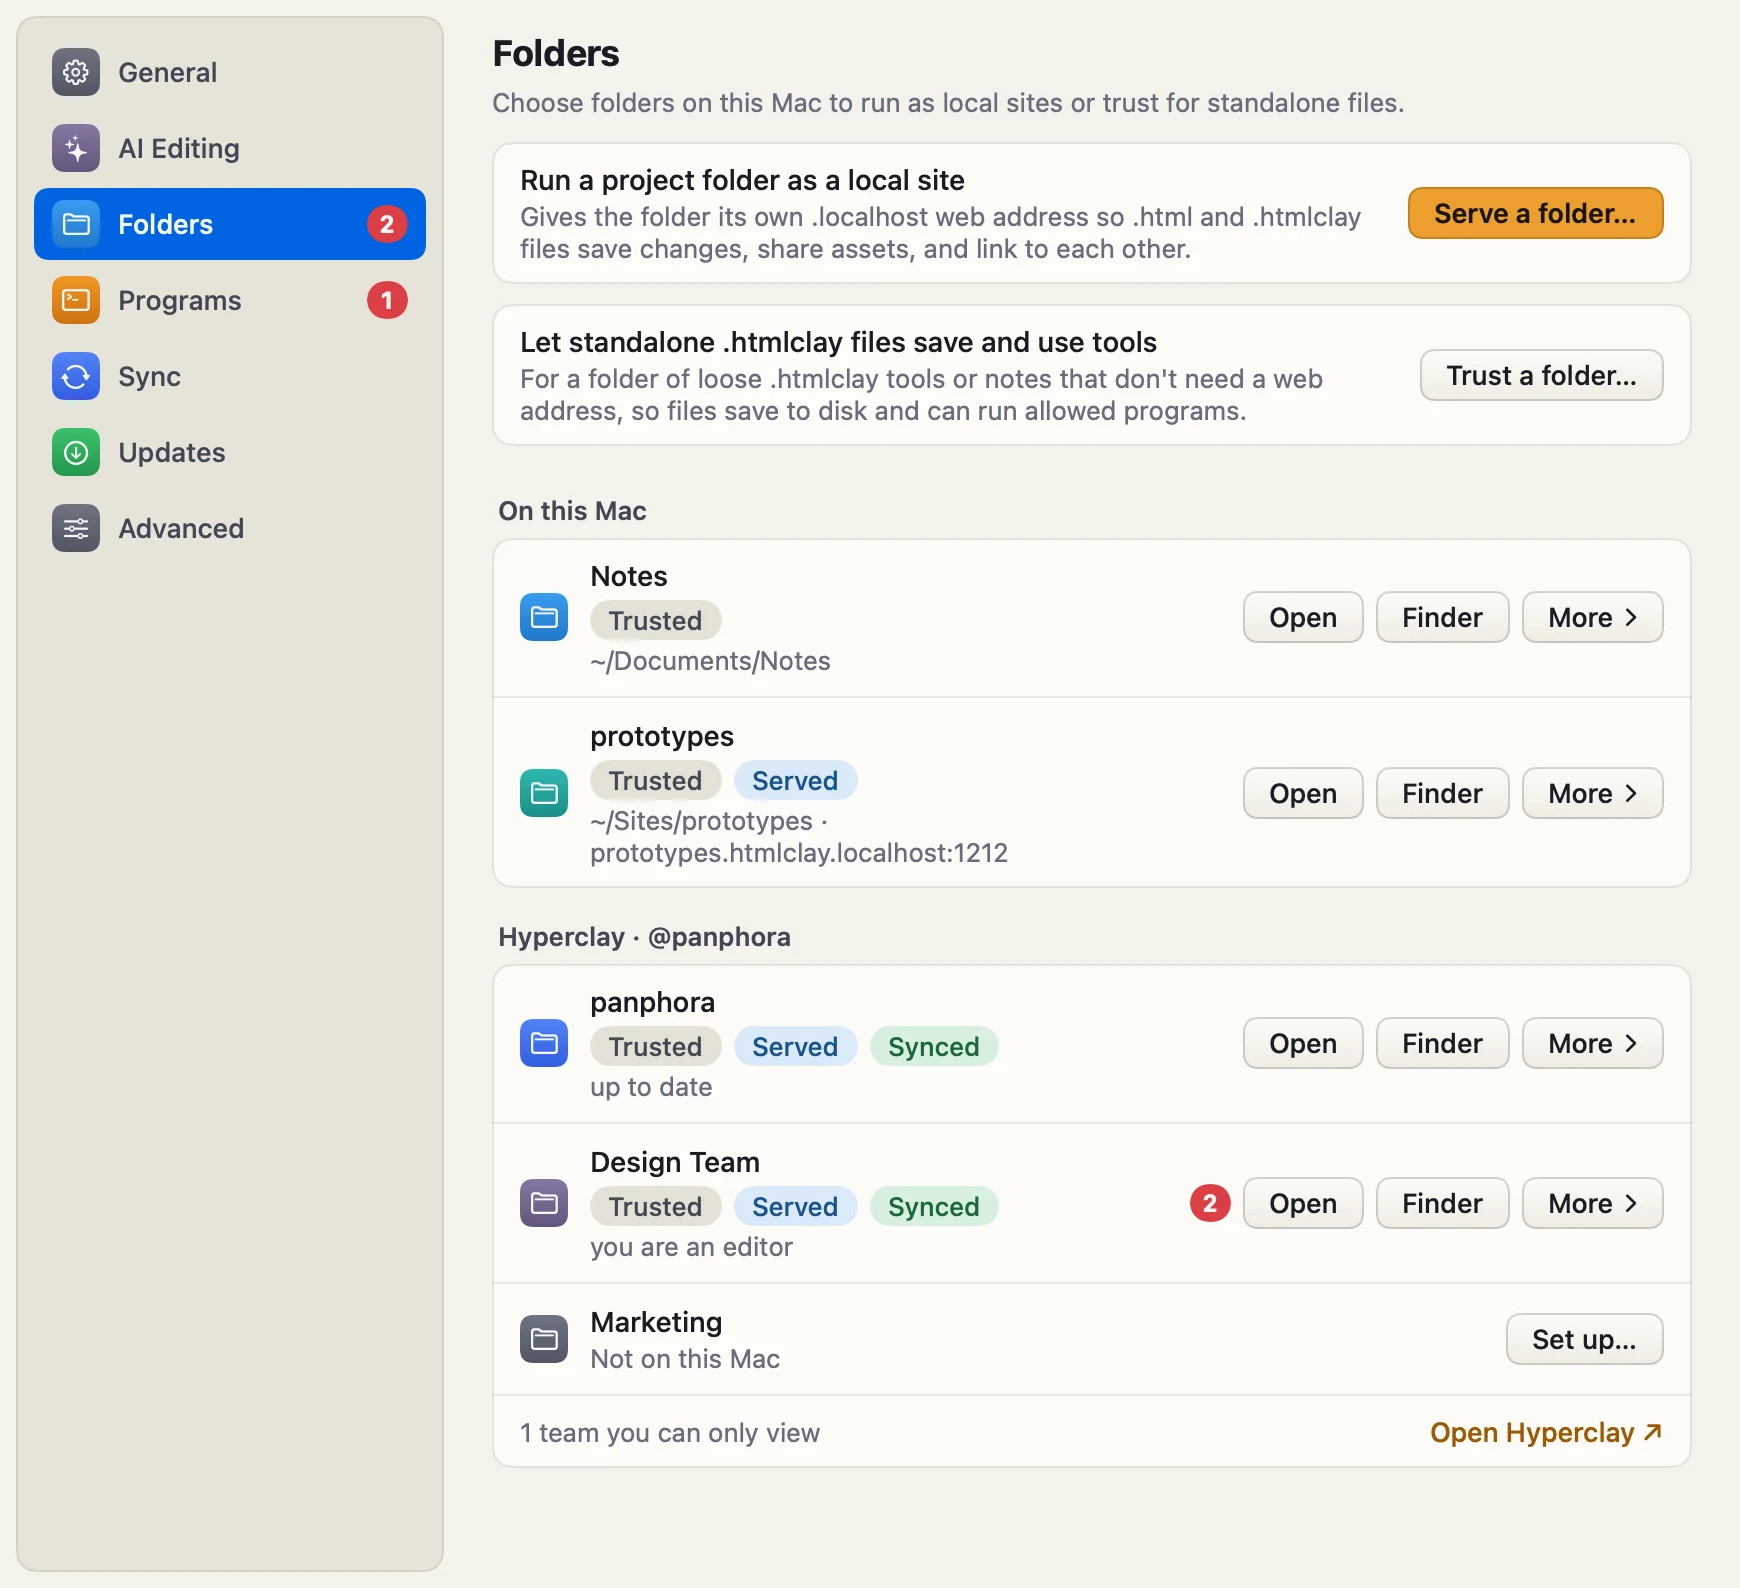 General
AI Editing
Folders 2
Programs 1
Sync
Updates
Advanced
Folders
Choose folders on this Mac to run as local sites or trust for standalone files.
Run a project folder as a local site
Gives the folder its own .localhost web address so .html and .htmlclay
files save changes, share assets, and link to each other.
Serve a folder...
Let standalone .htmlclay files save and use tools
For a folder of loose .htmlclay tools or notes that don't need a web
address, so files save to disk and can run allowed programs.
Trust a folder...
On this Mac
Notes
Trusted
~/Documents/Notes
Open Finder More >
prototypes
Trusted Served
~/Sites/prototypes ·
prototypes.htmlclay.localhost:1212
Open Finder More >
Hyperclay · @panphora
panphora
Trusted Served Synced
up to date
Open Finder More >
Design Team
Trusted Served Synced
you are an editor
2 Open Finder More >
Marketing
Not on this Mac
Set up...
1 team you can only view
Open Hyperclay ↗